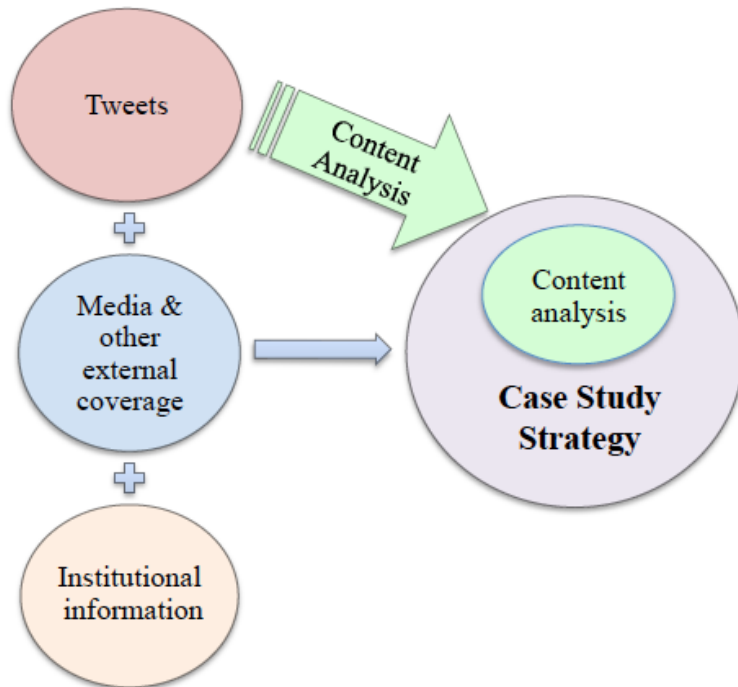 Tweets
Content
Analysis
Media &
other
external
coverage
Content
analysis
Case Study
Strategy
Institutional
information